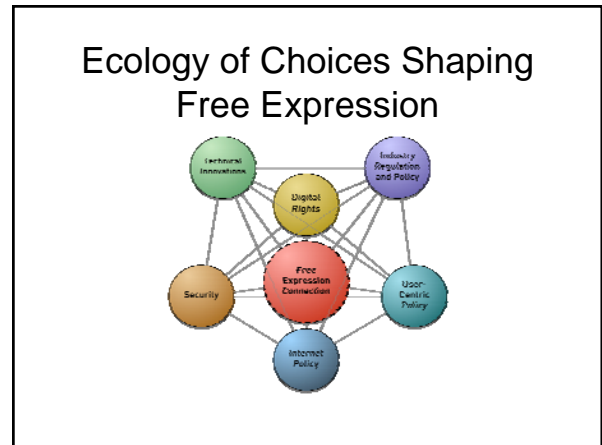 Ecology of Choices Shaping
Free Expression
Technical
Innovations
Industry
Regulation
and Policy
Digital
Rights
Free
Expression
Connection
Security
User-
Centric
Policy
Internet
Policy